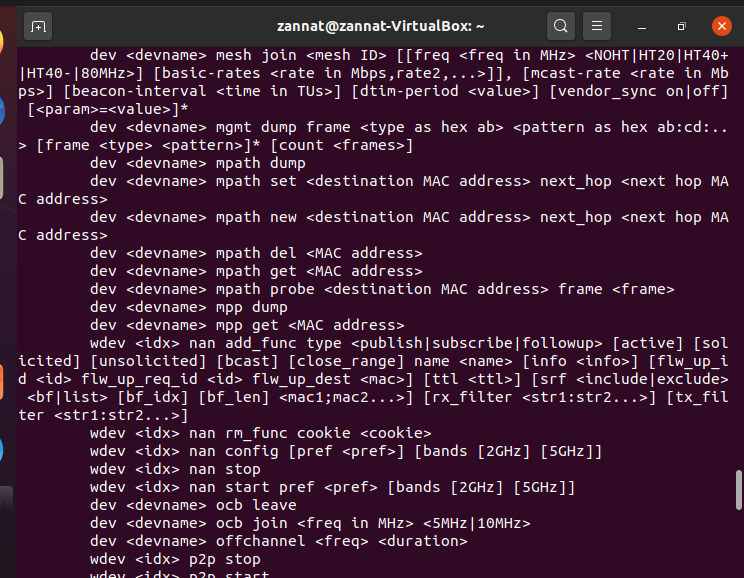 zannat@zannat-VirtualBox: ~
dev <devname> mesh join <mesh ID> [[freq <freq in MHz> <NOHT|HT20|HT40+
|HT40-|80MHz>] [basic-rates <rate in Mbps,rate2,...>]], [mcast-rate <rate in Mb
ps>] [beacon-interval <time in TUs>] [dtim-period <value>] [vendor_sync on|off]
[<param>=<value>]*
dev <devname> mgmt dump frame <type as hex ab> <pattern as hex ab:cd:..
> [frame <type> <pattern>]* [count <frames>]
dev <devname> mpath dump
dev <devname> mpath set <destination MAC address> next_hop <next hop MA
C address>
dev <devname> mpath new <destination MAC address> next_hop <next hop MA
C address>
dev <devname> mpath del <MAC address>
dev <devname> mpath get <MAC address>
dev <devname> mpath probe <destination MAC address> frame <frame>
dev <devname> mpp dump
dev <devname> mpp get <MAC address>
wdev <idx> nan add_func type <publish|subscribe|followup> [active] [sol
icited] [unsolicited] [bcast] [close_range] name <name> [info <info>] [flw_up_i
d <id> flw_up_req_id <id> flw_up_dest <mac>] [ttl <ttl>] [srf <include|exclude>
<bf|list> [bf_idx] [bf_len] <mac1;mac2...>] [rx_filter <str1:str2...>] [tx_fil
ter <str1:str2...>]
wdev <idx> nan rm_func cookie <cookie>
wdev <idx> nan config [pref <pref>] [bands [2GHz] [5GHz]]
wdev <idx> nan stop
wdev <idx> nan start pref <pref> [bands [2GHz] [5GHz]]
dev <devname> ocb leave
dev <devname> ocb join <freq in MHz> <5MHz|10MHz>
dev <devname> offchannel <freq> <duration>
wdev <idx> p2p stop
wdev <idx> p2p start